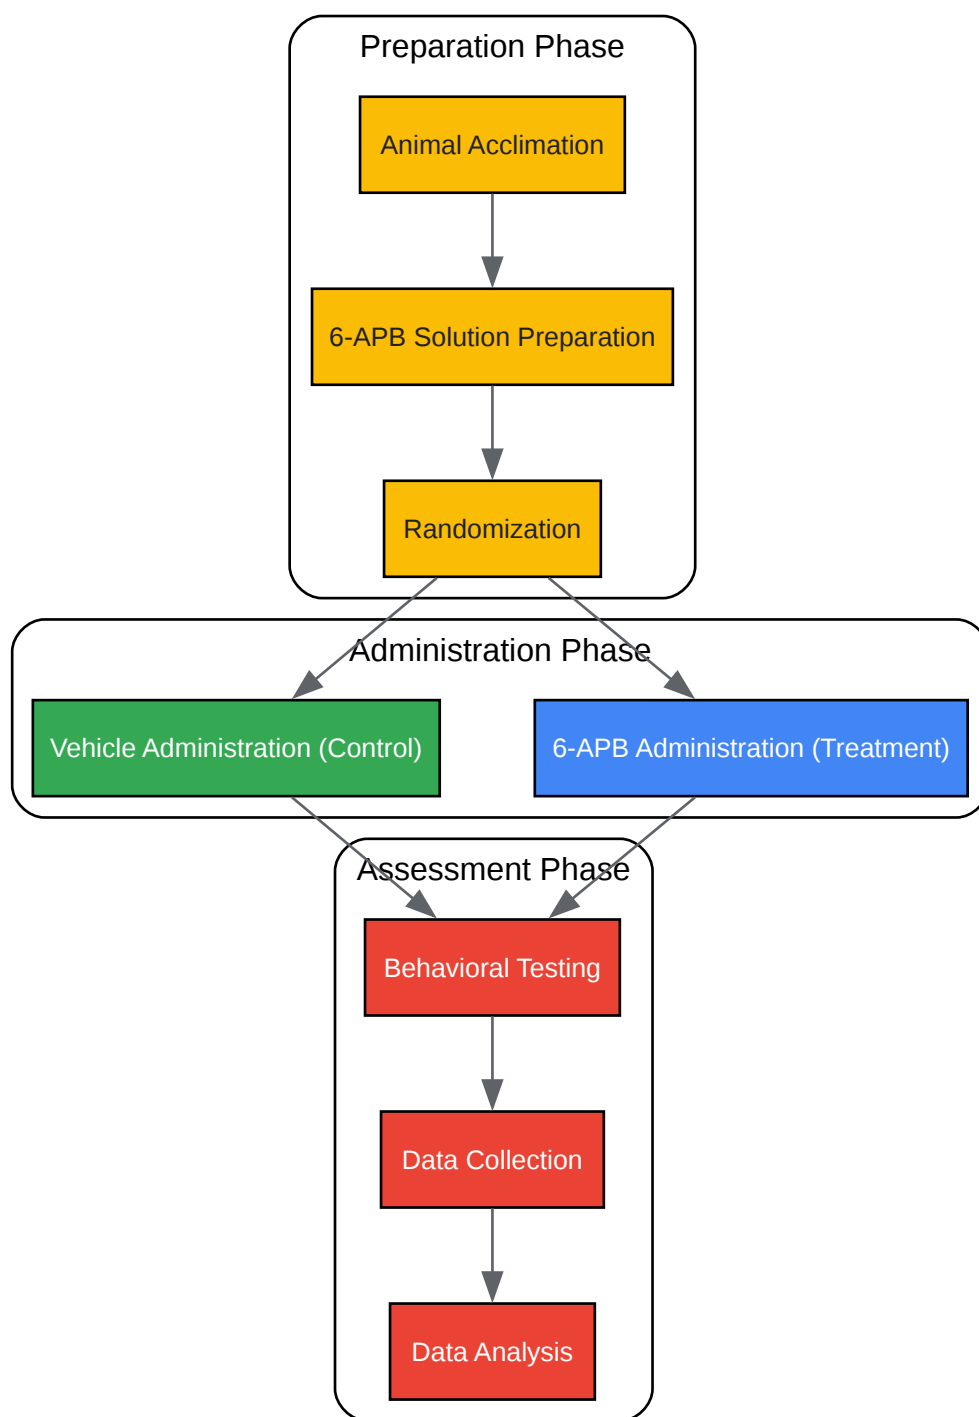 Preparation Phase
Animal Acclimation
6-APB Solution Preparation
Randomization
Administration Phase
Vehicle Administration (Control)
6-APB Administration (Treatment)
Assessment Phase
Behavioral Testing
Data Collection
Data Analysis